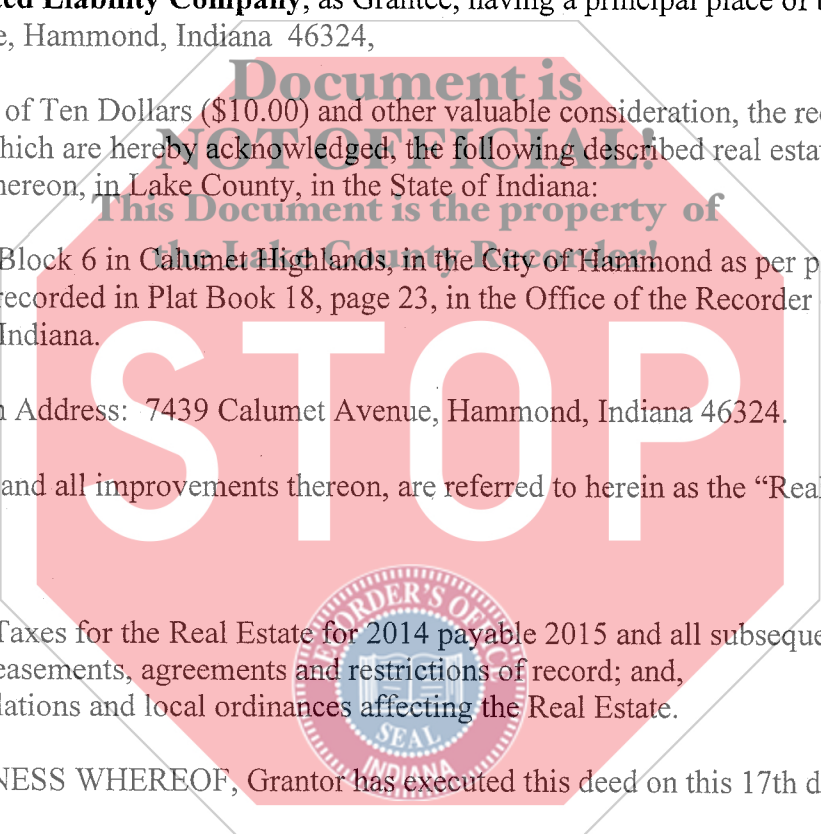 ed Liability Company, as Grantee, having a principal place of
e, Hammond, Indiana 46324,
Document is
of Ten Dollars ($10.00) and other valuable consideration, the re
NOT OFFICIAL!
hich are hereby acknowledged, the following described real esta
hereon, in Lake County, in the State of Indiana:
This Document is the property of
the Lake County Recorder!
Block 6 in Calumet Highlands, in the City of Hammond as per p
recorded in Plat Book 18, page 23, in the Office of the Recorder
Indiana.
STOP
Address: 7439 Calumet Avenue, Hammond, Indiana 46324.
and all improvements thereon, are referred to herein as the “Real
RECORDER'S OFFICE
Taxes for the Real Estate for 2014 payable 2015 and all subseque
easements, agreements and restrictions of record; and,
lations and local ordinances affecting the Real Estate.
SEAL
INDIANA
NESS WHEREOF, Grantor has executed this deed on this 17th d